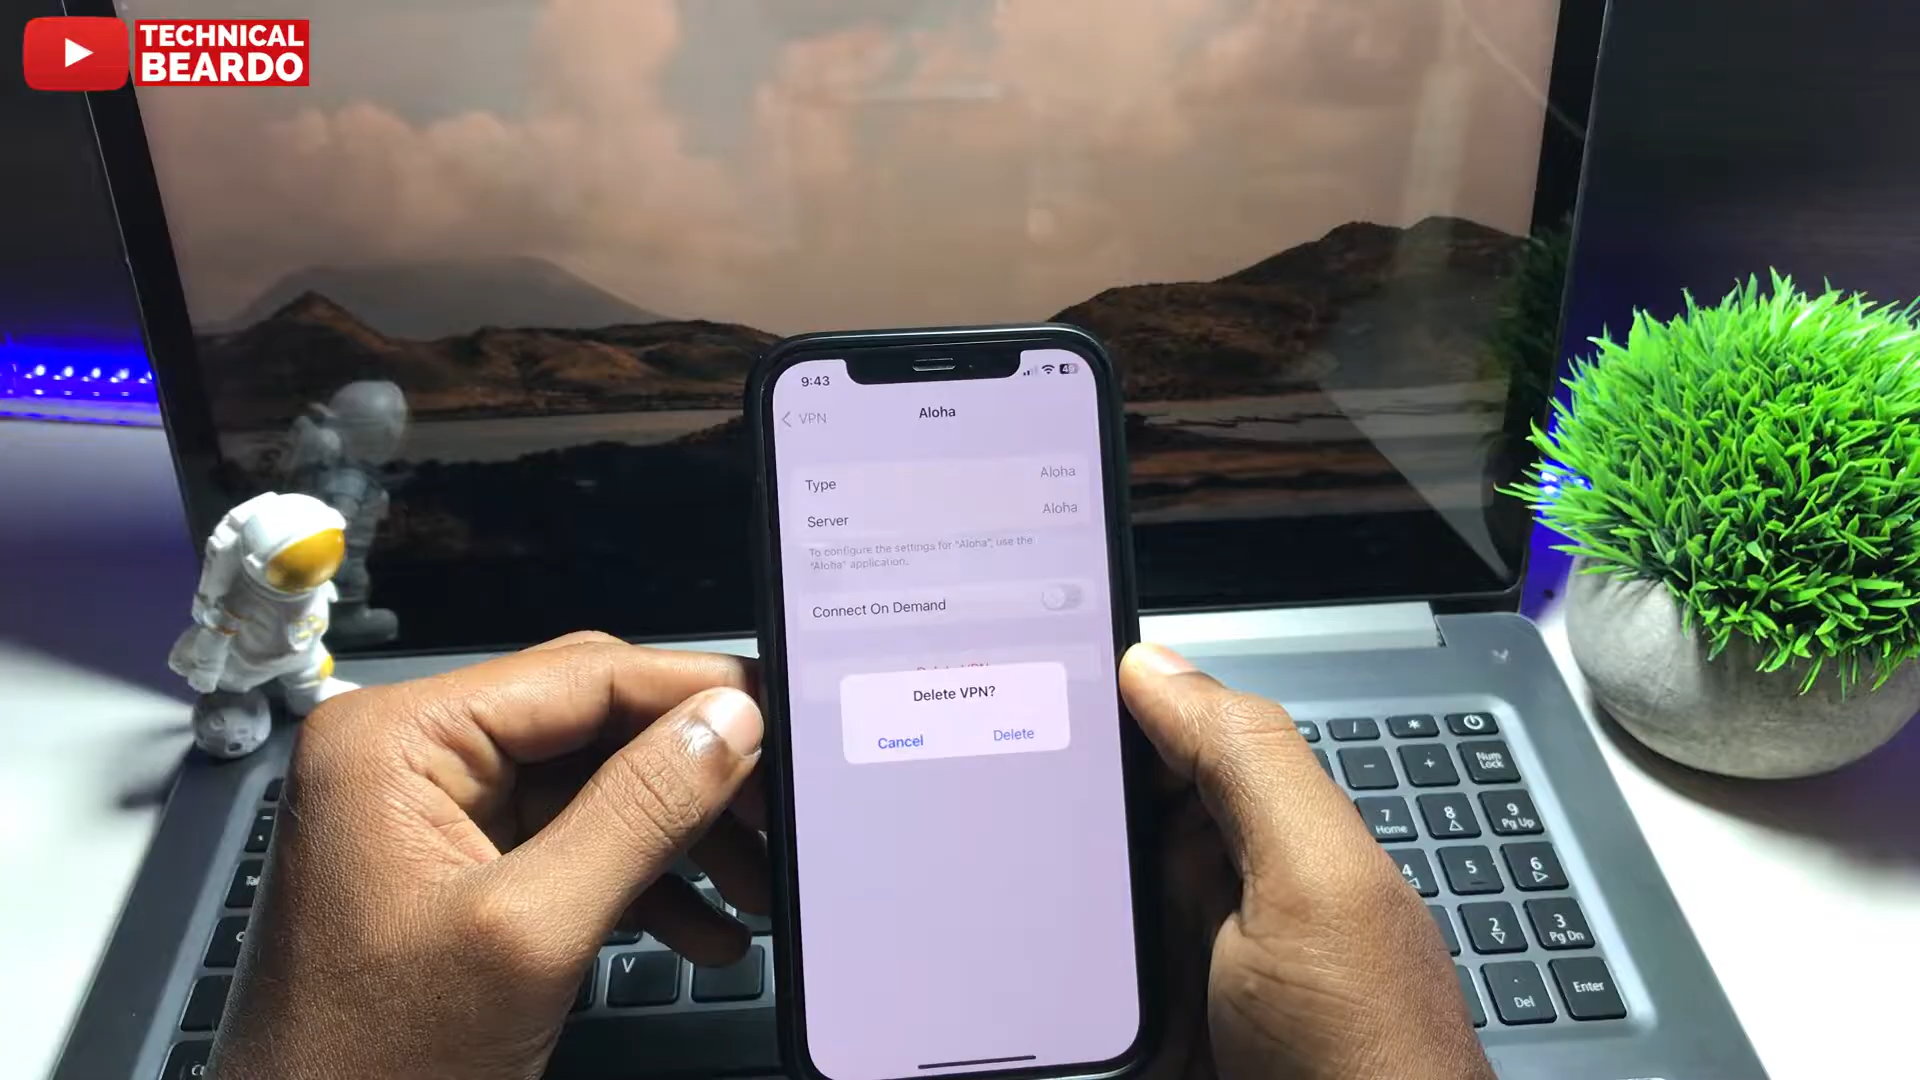 TECHNICAL
BEARDO
9:43
VPN
Aloha
Type
Aloha
Server
Aloha
To configure the settings for "Aloha", use the
"Aloha" application.
Connect On Demand
Delete VPN?
Cancel
Delete
/
*
-
+
Num
Lock
7
Home
8
9
Pg Up
4
5
6
2
3
Pg Dn
.
Del
Enter
V